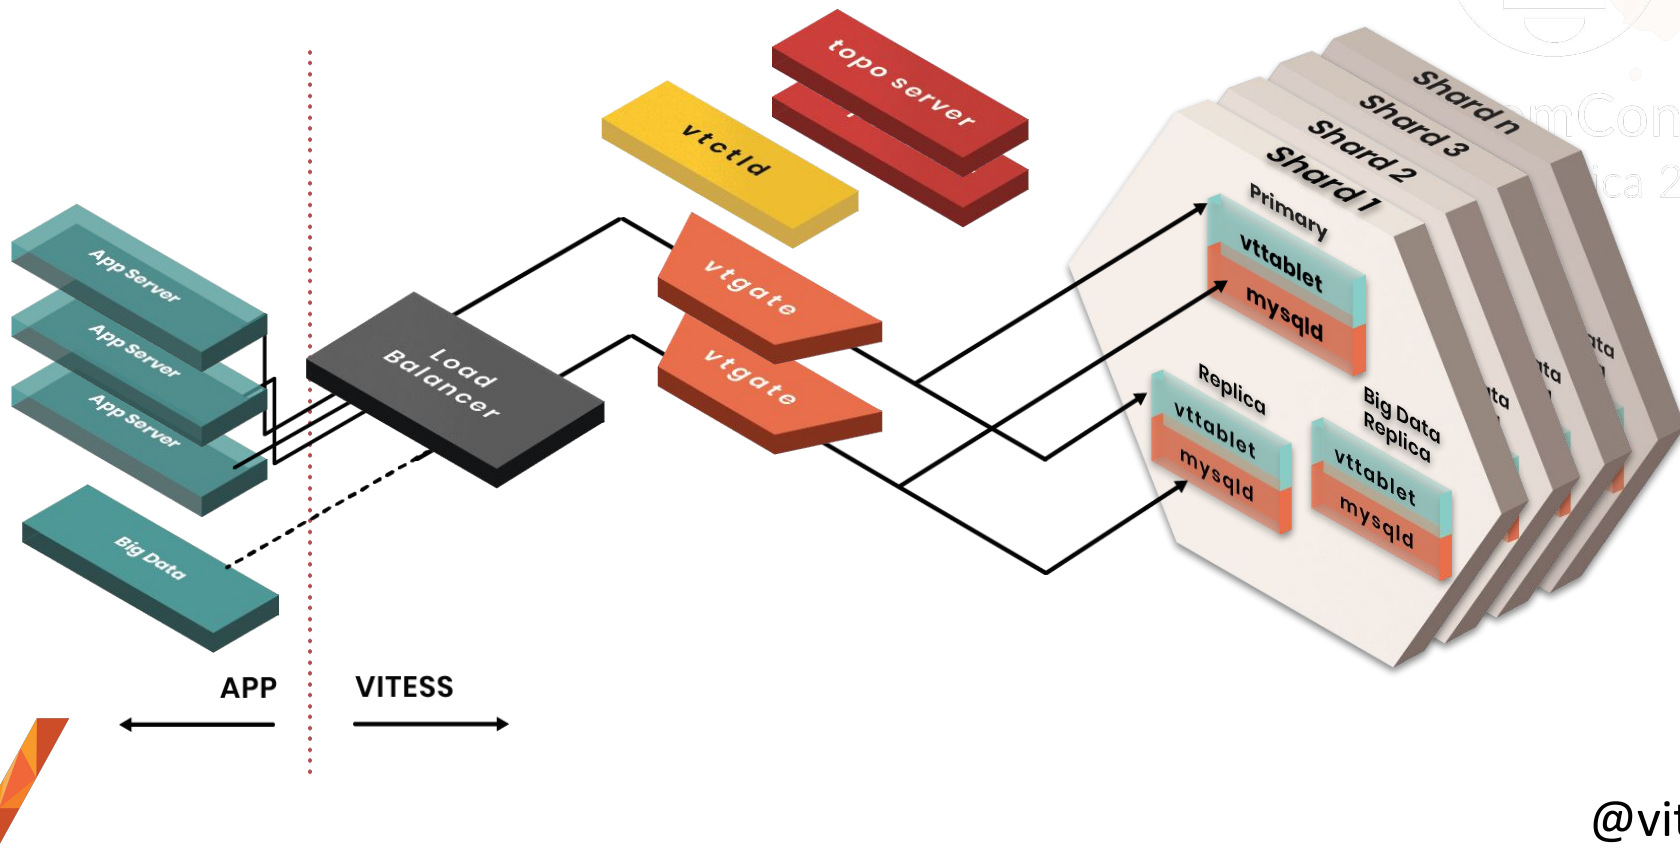 topo server
vtctld
App Server
App Server
App Server
Big Data
Load
Balancer
vtgate
vtgate
Shard n
Shard 3
Shard 2
Shard 1
Primary
vttablet
mysqld
Replica
vttablet
mysqld
Big Data
Replica
vttablet
mysqld
APP
VITESS